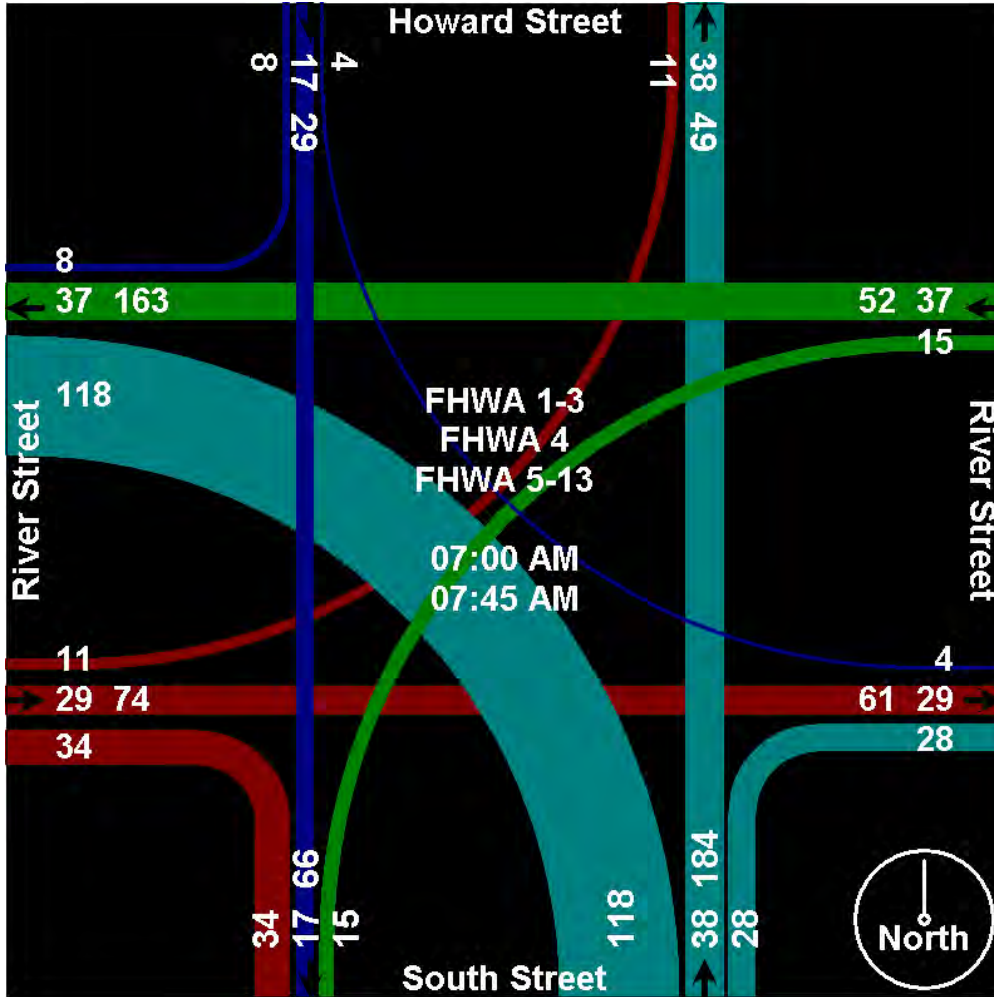 Howard Street
8
17 29
4
11
38 49
8
37 163
52 37
15
118
River Street
River Street
FHWA 1-3
FHWA 4
FHWA 5-13
07:00 AM
07:45 AM
11
29 74
34
4
61 29
28
34
17 66
15
118
38 184
28
North
South Street